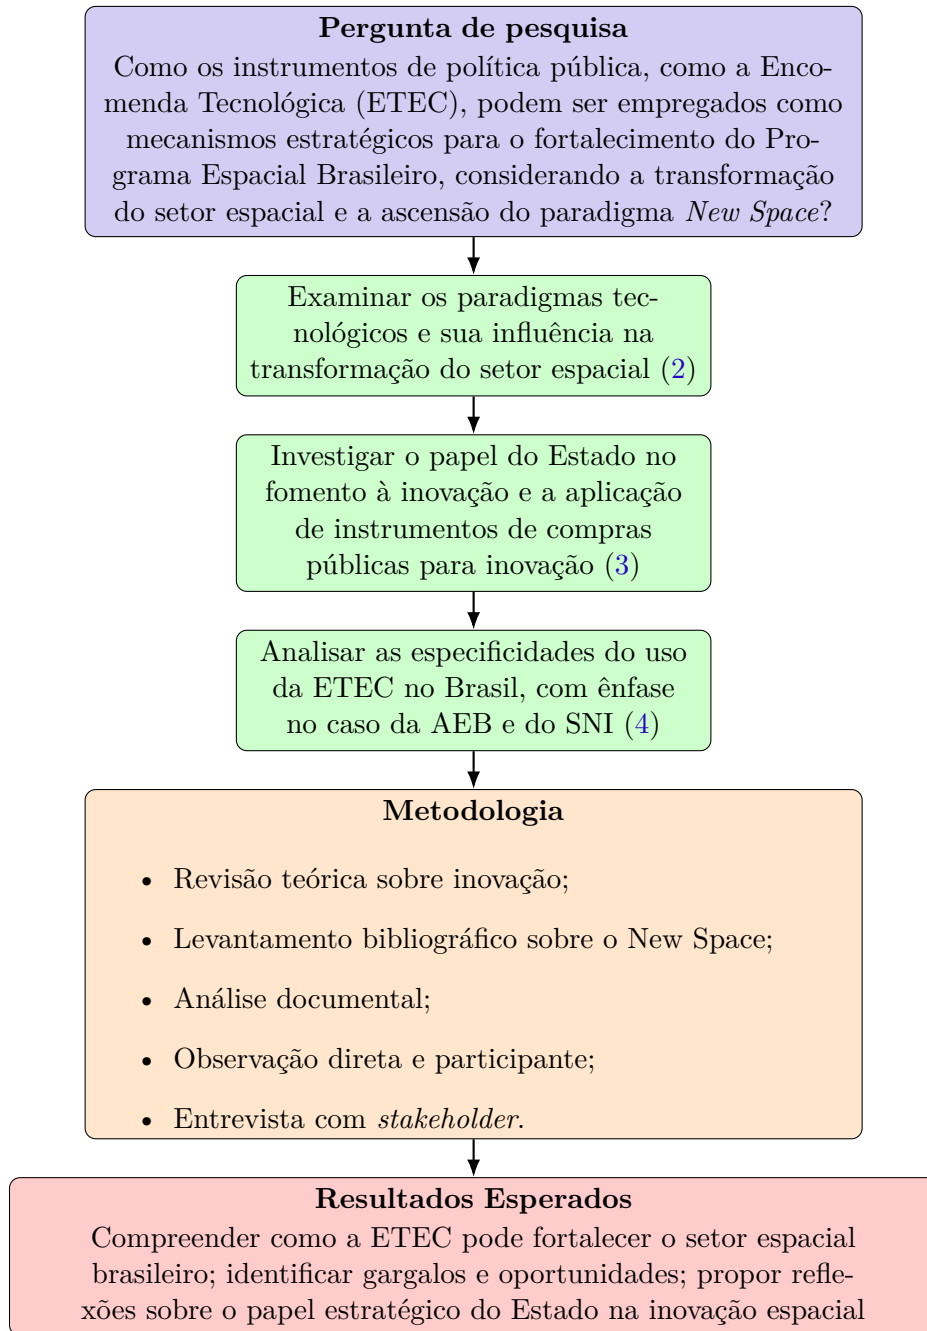 Pergunta de pesquisa
Como os instrumentos de política pública, como a Enco-
menda Tecnológica (ETEC), podem ser empregados como
mecanismos estratégicos para o fortalecimento do Pro-
grama Espacial Brasileiro, considerando a transformação
do setor espacial e a ascensão do paradigma New Space?
Examinar os paradigmas tec-
nológicos e sua influência na
transformação do setor espacial (2)
Investigar o papel do Estado no
fomento à inovação e a aplicação
de instrumentos de compras
públicas para inovação (3)
Analisar as especificidades do uso
da ETEC no Brasil, com ênfase
no caso da AEB e do SNI (4)
Metodologia
• Revisão teórica sobre inovação;
• Levantamento bibliográfico sobre o New Space;
• Análise documental;
• Observação direta e participante;
• Entrevista com stakeholder.
Resultados Esperados
Compreender como a ETEC pode fortalecer o setor espacial
brasileiro; identificar gargalos e oportunidades; propor refle-
xões sobre o papel estratégico do Estado na inovação espacial